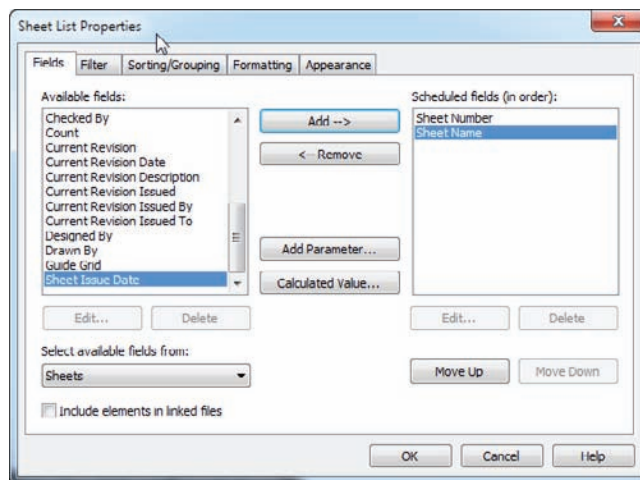 Sheet List Properties
Fields Filter Sorting/Grouping Formatting Appearance
Available fields:
Checked By
Count
Current Revision
Current Revision Date
Current Revision Description
Current Revision Issued
Current Revision Issued By
Current Revision Issued To
Designed By
Drawn By
Guide Grid
Sheet Issue Date
Add -->
<-- Remove
Add Parameter...
Calculated Value...
Scheduled fields (in order):
Sheet Number
Sheet Name
Edit... Delete
Edit... Delete
Select available fields from:
Sheets
Move Up Move Down
Include elements in linked files
OK Cancel Help